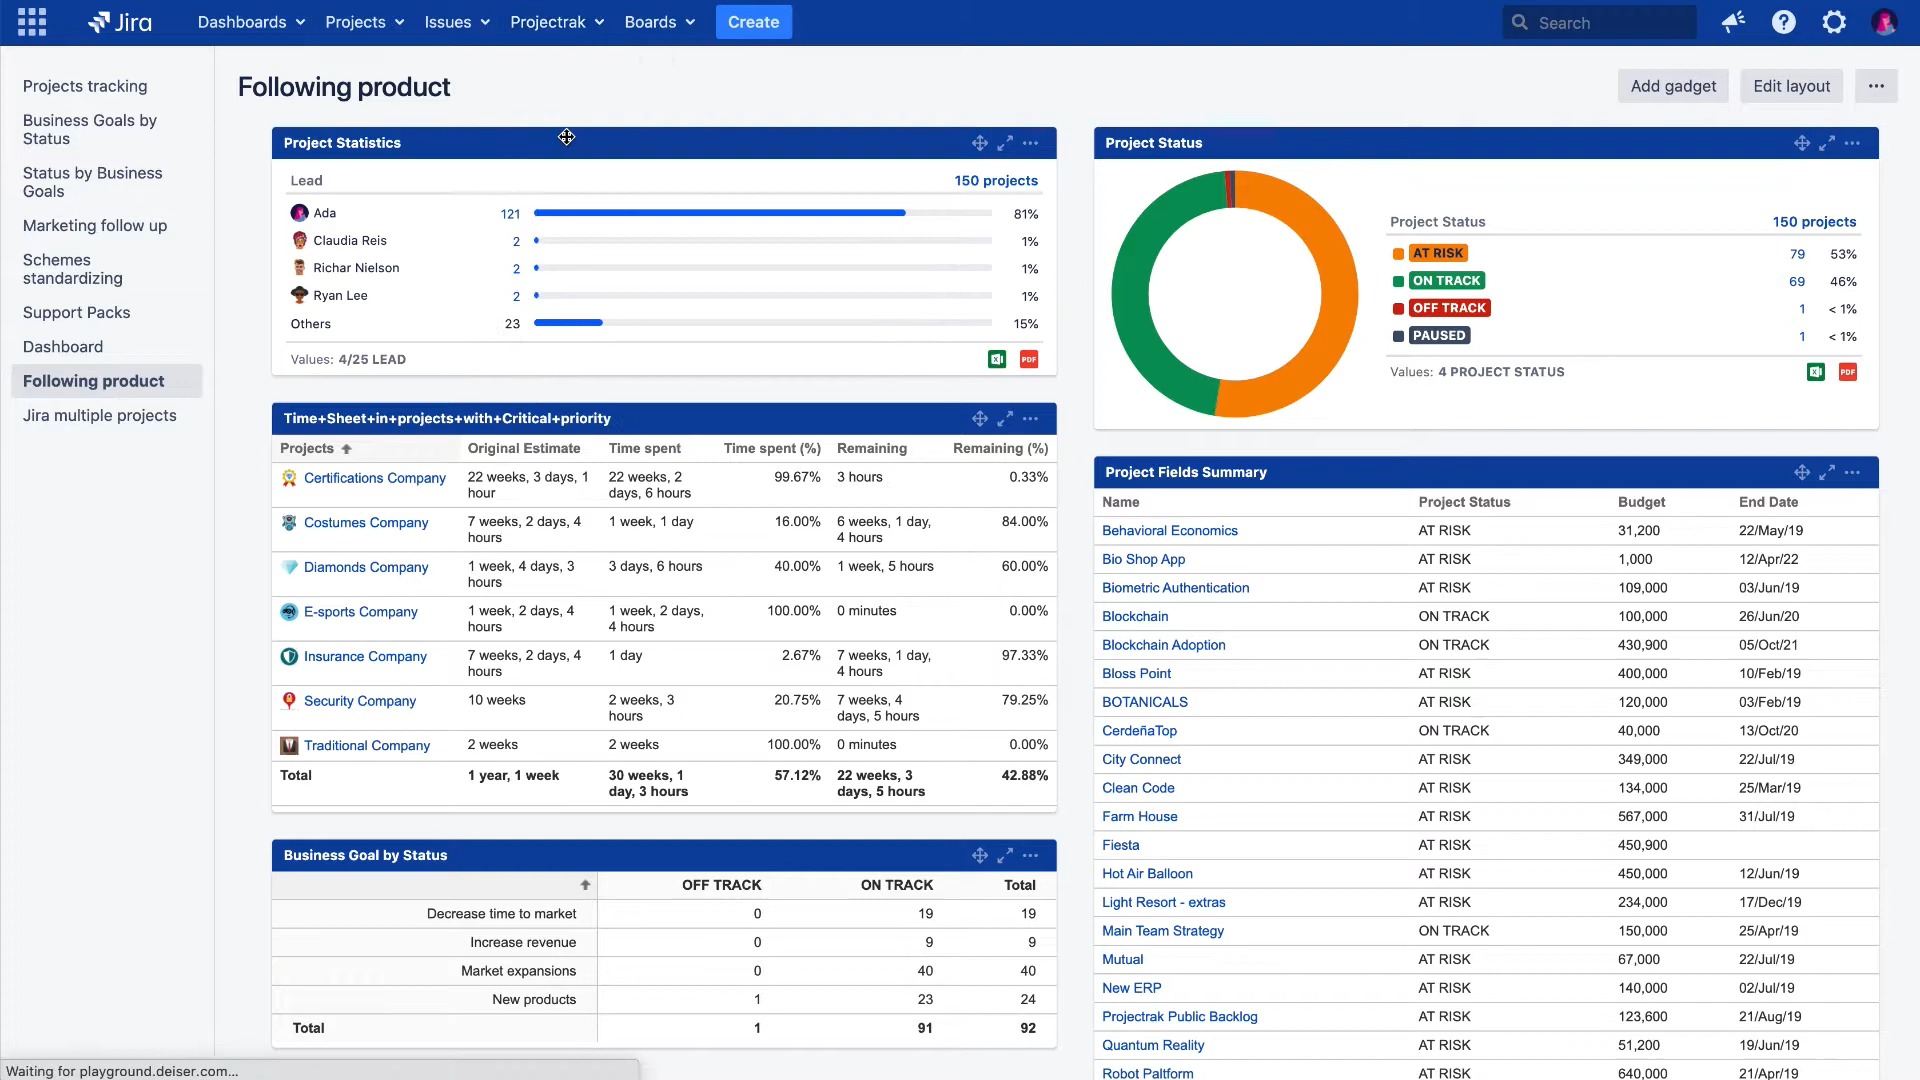 Jira
Dashboards Projects Issues Projectrak Boards Create
Search
Projects tracking
Business Goals by
Status
Status by Business
Goals
Marketing follow up
Schemes
standardizing
Support Packs
Dashboard
Following product
Jira multiple projects
Following product
Add gadget Edit layout
Project Statistics
Lead 150 projects
Ada 121 81%
Claudia Reis 2 1%
Richar Nielson 2 1%
Ryan Lee 2 1%
Others 23 15%
Values: 4/25 LEAD
PDF
Time+Sheet+in+projects+with+Critical+priority
Projects Original Estimate Time spent Time spent (%) Remaining Remaining (%)
Certifications Company 22 weeks, 3 days, 1 22 weeks, 2 99.67% 3 hours 0.33%
hour days, 6 hours
Costumes Company 7 weeks, 2 days, 4 1 week, 1 day 16.00% 6 weeks, 1 day, 84.00%
hours 4 hours
Diamonds Company 1 week, 4 days, 3 3 days, 6 hours 40.00% 1 week, 5 hours 60.00%
hours
E-sports Company 1 week, 2 days, 4 1 week, 2 days, 100.00% 0 minutes 0.00%
hours 4 hours
Insurance Company 7 weeks, 2 days, 4 1 day 2.67% 7 weeks, 1 day, 97.33%
hours 4 hours
Security Company 10 weeks 2 weeks, 3 20.75% 7 weeks, 4 79.25%
hours days, 5 hours
Traditional Company 2 weeks 2 weeks 100.00% 0 minutes 0.00%
Total 1 year, 1 week 30 weeks, 1 57.12% 22 weeks, 3 42.88%
day, 3 hours days, 5 hours
Business Goal by Status
OFF TRACK ON TRACK Total
Decrease time to market 0 19 19
Increase revenue 0 9 9
Market expansions 0 40 40
New products 1 23 24
Total 1 91 92
Project Status
Project Status 150 projects
AT RISK 79 53%
ON TRACK 69 46%
OFF TRACK 1 < 1%
PAUSED 1 < 1%
Values: 4 PROJECT STATUS
PDF
Project Fields Summary
Name Project Status Budget End Date
Behavioral Economics AT RISK 31,200 22/May/19
Bio Shop App AT RISK 1,000 12/Apr/22
Biometric Authentication AT RISK 109,000 03/Jun/19
Blockchain ON TRACK 100,000 26/Jun/20
Blockchain Adoption ON TRACK 430,900 05/Oct/21
Bloss Point AT RISK 400,000 10/Feb/19
BOTANICALS AT RISK 120,000 03/Feb/19
CerdeñaTop ON TRACK 40,000 13/Oct/20
City Connect AT RISK 349,000 22/Jul/19
Clean Code AT RISK 134,000 25/Mar/19
Farm House AT RISK 567,000 31/Jul/19
Fiesta AT RISK 450,900
Hot Air Balloon AT RISK 450,000 12/Jun/19
Light Resort - extras AT RISK 234,000 17/Dec/19
Main Team Strategy ON TRACK 150,000 25/Apr/19
Mutual AT RISK 67,000 22/Jul/19
New ERP AT RISK 140,000 02/Jul/19
Projectrak Public Backlog AT RISK 123,600 21/Aug/19
Quantum Reality AT RISK 51,200 19/Jun/19
Robot Paltform AT RISK 640,000 21/Apr/19
Waiting for playground.deiser.com...